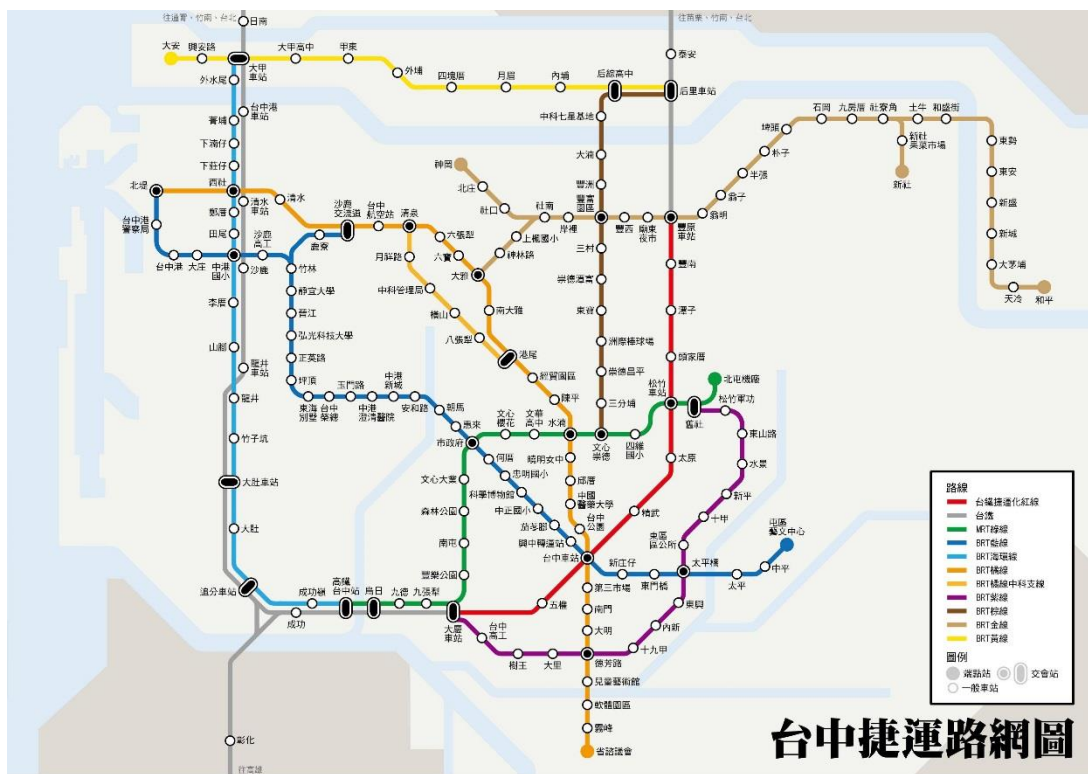 往通霄、竹南、台北
往苗栗、竹南、台北
日南
大安
興安路
大甲車站
大甲高中
甲東
外埔
四塊厝
月眉
內埔
后綜高中
后里車站
泰安
外水尾
台中港車站
菁埔
下湳仔
下莊仔
中科七星基地
大湳
豐洲
豐富園區
石岡
九房厝
社寮角
土牛
和盛街
埤頭
朴子
半張
翁子
翁明
新社果菜市場
新社
東勢
東安
新盛
新城
大茅埔
天冷
和平
神岡
北庄
社口
社南
岸裡
豐西
廟東夜市
豐原車站
上楓國小
神林路
大雅
北堤
西社
清水
清水車站
沙鹿交流道
台中航空站
清泉
六張犁
六寶
鄭厝
台中港警察局
田尾
沙鹿高工
鹿寮
月祥路
台中港
大庄
中港國小
沙鹿
竹林
靜宜大學
晉江
弘光科技大學
正英路
坪頂
中科管理局
橫山
八張犁
南大雅
港尾
三村
崇德道富
東寶
洲際棒球場
崇德昌平
三分埔
豐南
潭子
頭家厝
松竹車站
北屯機廠
李厝
山腳
龍井車站
龍井
竹子坑
大肚車站
大肚
追分車站
東海別墅
台中榮總
玉門路
中港澄清醫院
中港新城
安和路
朝馬
惠來
市政府
文心櫻花
文華高中
水湳
經貿園區
陳平
文心崇德
四維國小
舊社
松竹軍功
東山路
水景
新平
十甲
東區區公所
太平橋
太原
精武
何厝
忠明國小
科學博物館
中正國小
茄苳腳
興中轉運站
台中車站
曉明女中
邱厝
中國醫藥大學
台中公園
文心大業
森林公園
南屯
豐樂公園
新庄仔
東門橋
太平
中平
屯區藝文中心
第三市場
南門
大明
德芳路
兒童藝術館
軟體園區
霧峰
省諮議會
成功嶺
成功
高鐵台中站
烏日
九德
九張犁
大慶車站
五權
台中高工
樹王
大里
十九甲
內新
東興
彰化
往高雄
路線
台鐵捷運化紅線
台鐵
MRT綠線
BRT藍線
BRT海環線
BRT橘線
BRT橘線中科支線
BRT紫線
BRT棕線
BRT金線
BRT黃線
圖例
端點站
交會站
一般車站
台中捷運路網圖